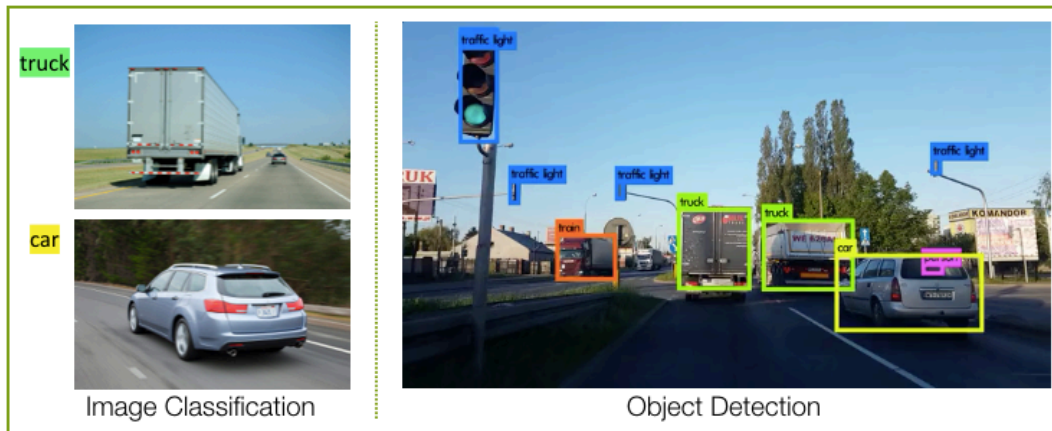 truck
car
Image Classification
traffic light
traffic light
traffic light
traffic light
UK
train
truck
truck
car
KOMANDOR
Object Detection